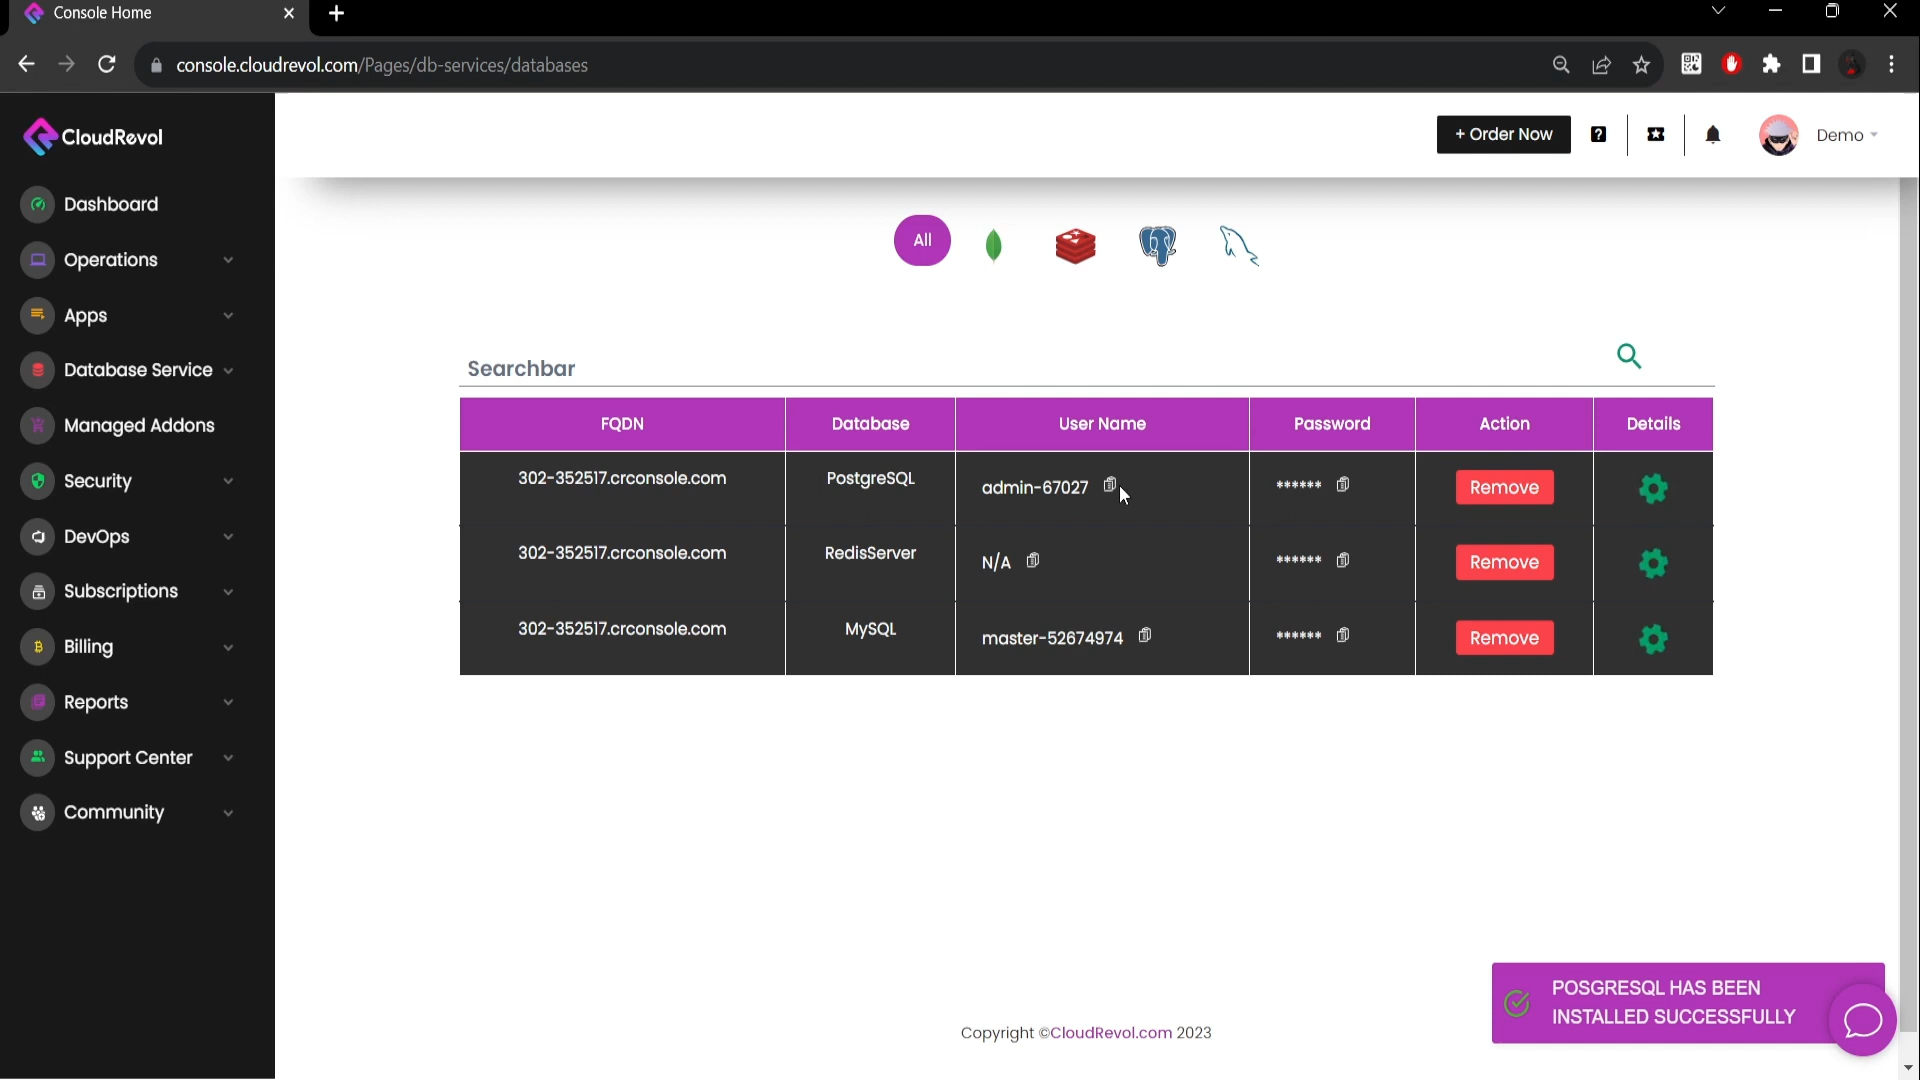 Console Home
console.cloudrevol.com/Pages/db-services/databases
CloudRevol
+ Order Now
Demo
Dashboard
Operations
Apps
Database Service
Managed Addons
Security
DevOps
Subscriptions
Billing
Reports
Support Center
Community
All
Searchbar
FQDN Database User Name Password Action Details
302-352517.crconsole.com PostgreSQL admin-67027 ****** Remove
302-352517.crconsole.com RedisServer N/A ****** Remove
302-352517.crconsole.com MySQL master-52674974 ****** Remove
POSGRESQL HAS BEEN
INSTALLED SUCCESSFULLY
Copyright ©CloudRevol.com 2023